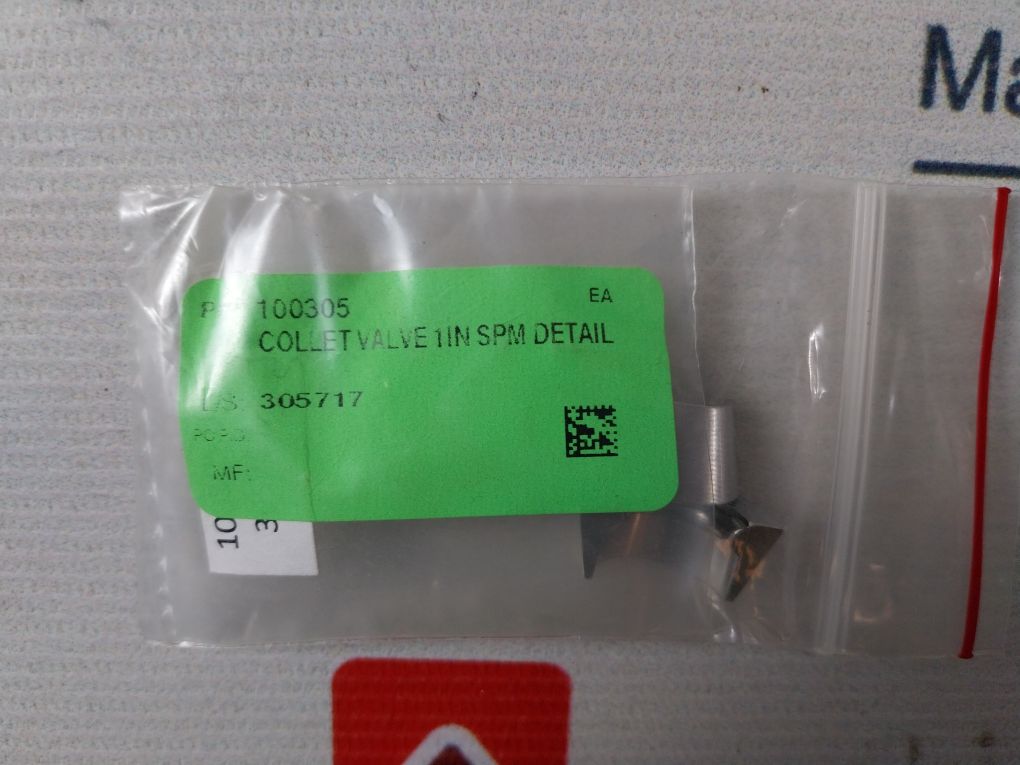 Ma
100305 EA
COLLET VALVE 1IN SPM DETAIL
L/S: 305717
MF:
10
3